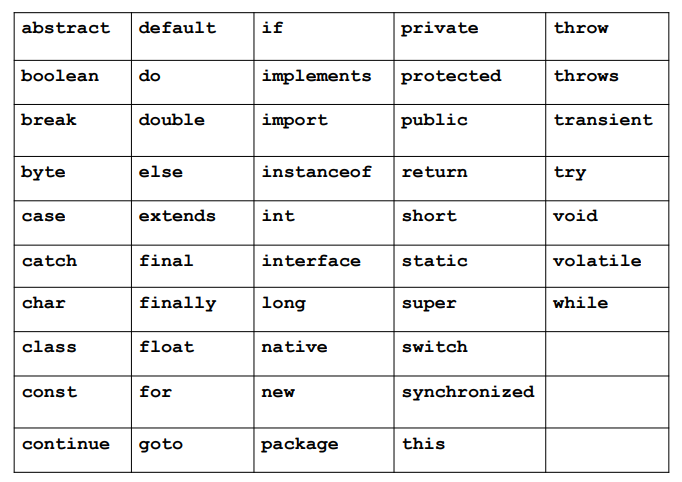 abstract default if private throw
boolean do implements protected throws
break double import public transient
byte else instanceof return try
case extends int short void
catch final interface static volatile
char finally long super while
class float native switch
const for new synchronized
continue goto package this